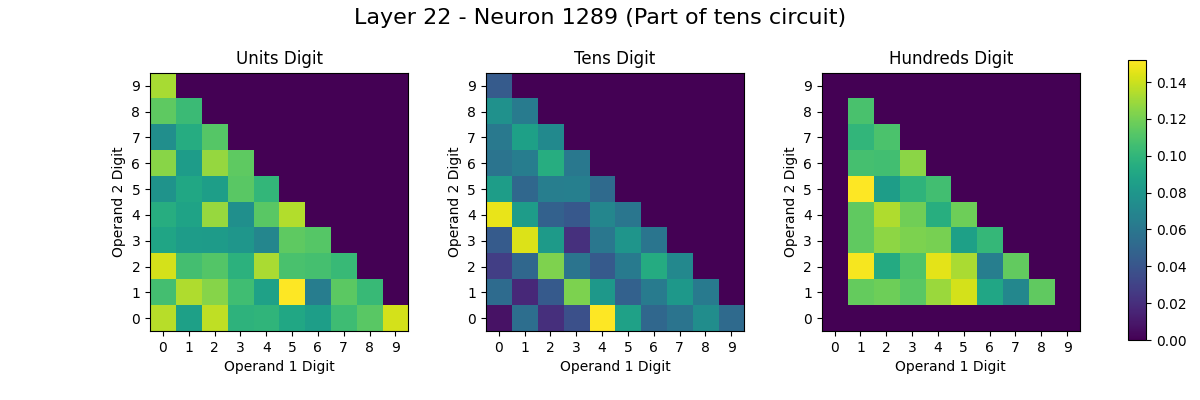 Layer 22 - Neuron 1289 (Part of tens circuit)
Units Digit
Operand 2 Digit
9
8
7
6
5
4
3
2
1
0
0 1 2 3 4 5 6 7 8 9
Operand 1 Digit
Tens Digit
Operand 2 Digit
9
8
7
6
5
4
3
2
1
0
0 1 2 3 4 5 6 7 8 9
Operand 1 Digit
Hundreds Digit
Operand 2 Digit
9
8
7
6
5
4
3
2
1
0
0 1 2 3 4 5 6 7 8 9
Operand 1 Digit
0.14
0.12
0.10
0.08
0.06
0.04
0.02
0.00